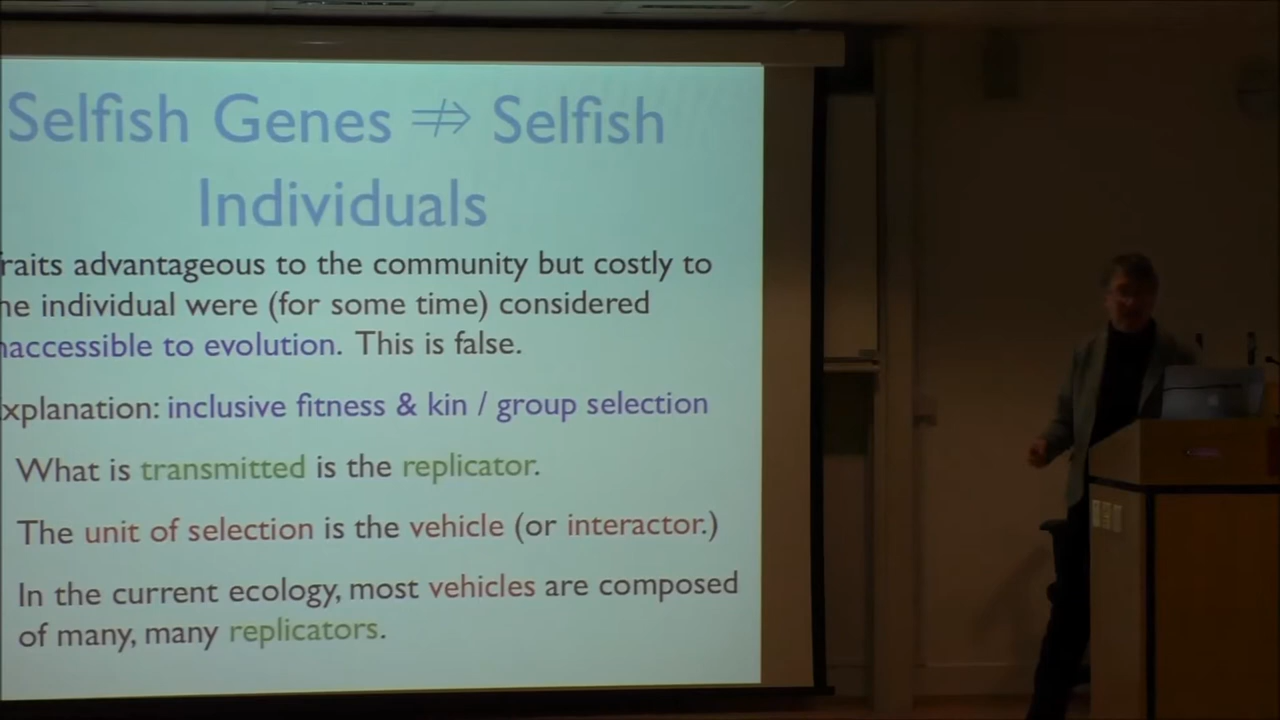 Selfish Genes ⇏ Selfish
Individuals
raits advantageous to the community but costly to
he individual were (for some time) considered
naccessible to evolution. This is false.
xplanation: inclusive fitness & kin / group selection
What is transmitted is the replicator.
The unit of selection is the vehicle (or interactor.)
In the current ecology, most vehicles are composed
of many, many replicators.